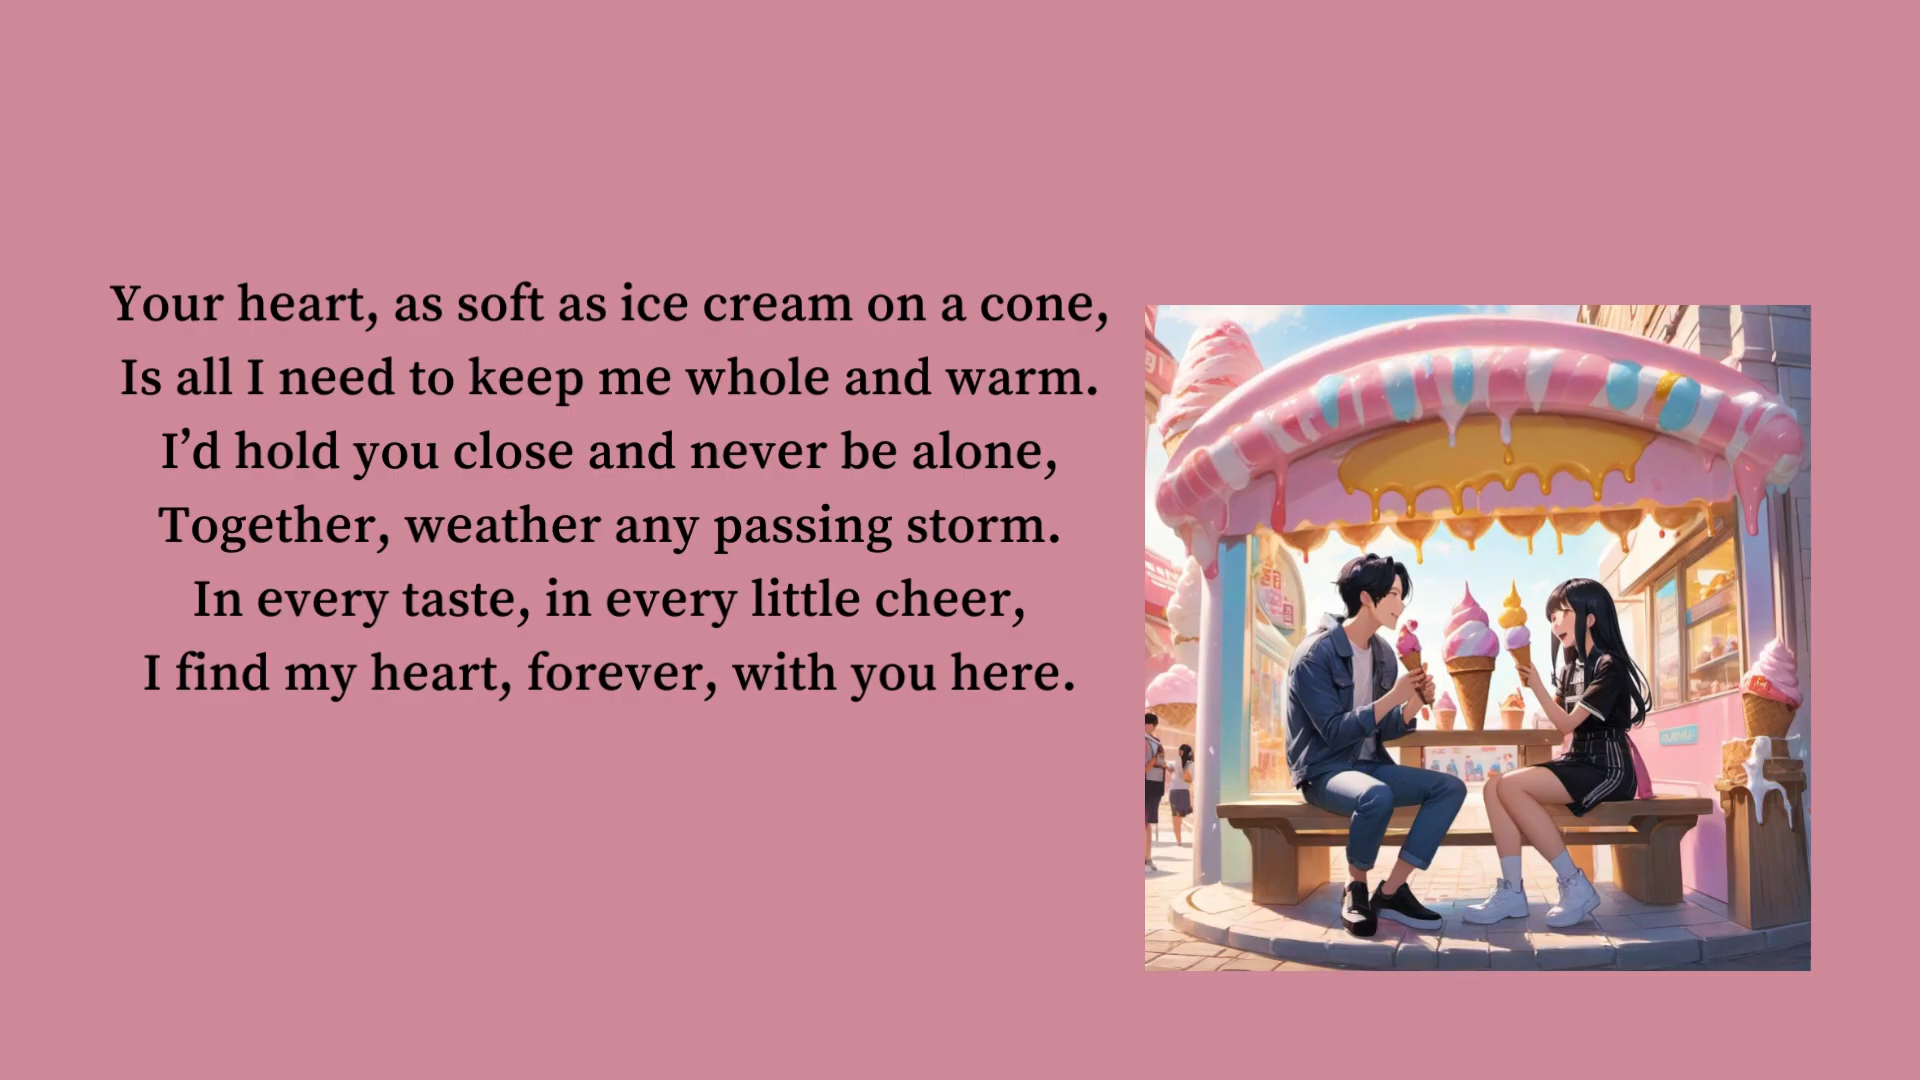 Your heart, as soft as ice cream on a cone,
Is all I need to keep me whole and warm.
I’d hold you close and never be alone,
Together, weather any passing storm.
In every taste, in every little cheer,
I find my heart, forever, with you here.